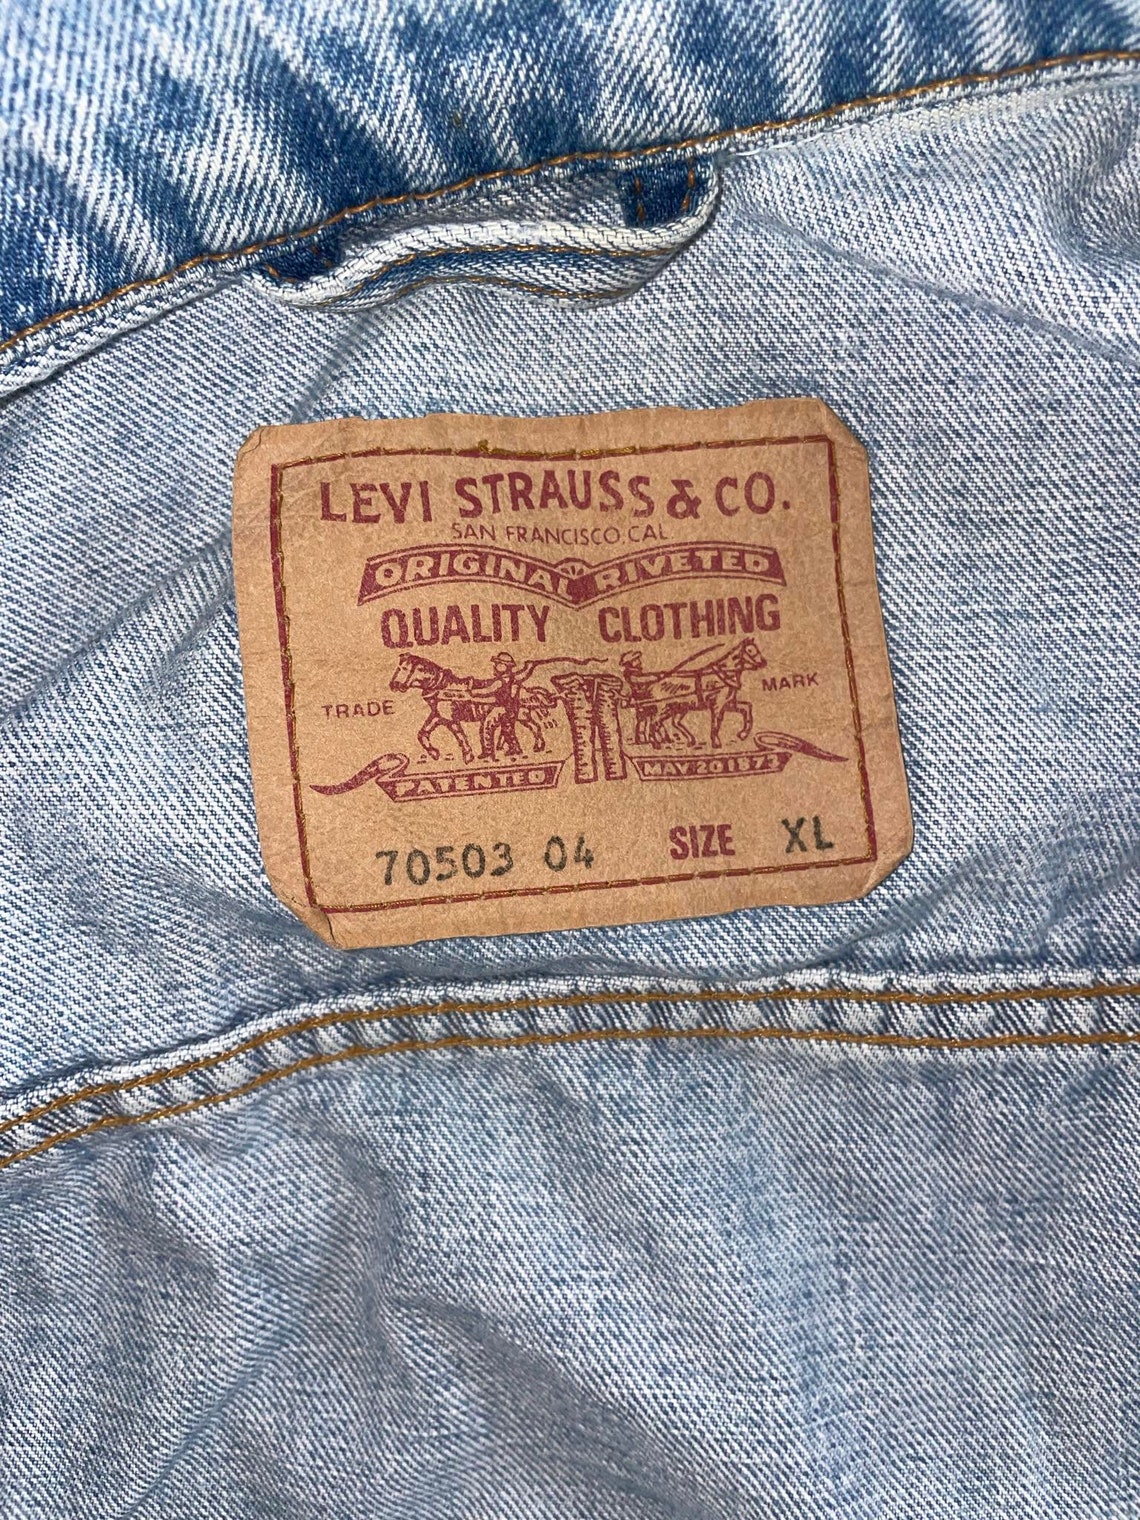 LEVI STRAUSS & CO.
SAN FRANCISCO, CAL
ORIGINAL RIVETED
QUALITY CLOTHING
TRADE MARK
PATENTED MAY 20 1873
70503 04 SIZE XL